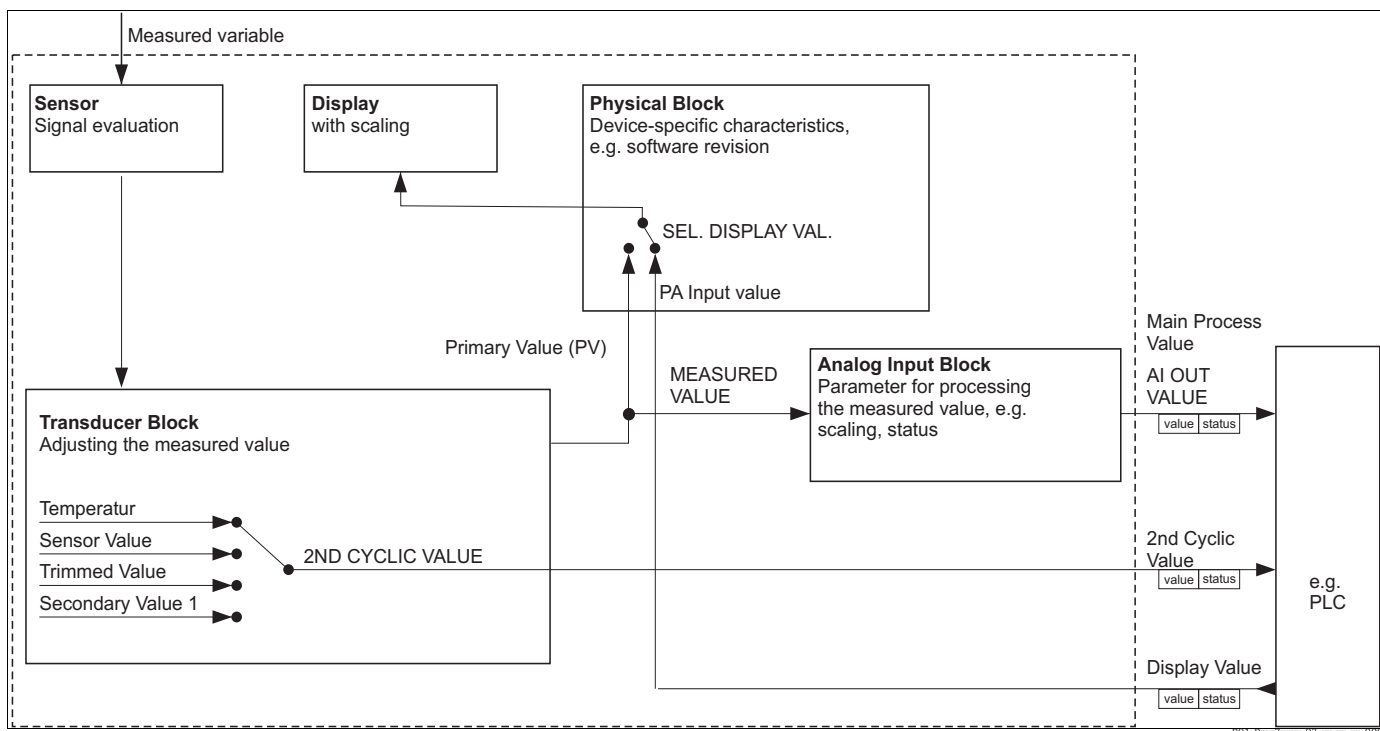 Measured variable
Sensor
Signal evaluation
Display
with scaling
Physical Block
Device-specific characteristics,
e.g. software revision
SEL. DISPLAY VAL.
PA Input value
Primary Value (PV)
MEASURED
VALUE
Analog Input Block
Parameter for processing
the measured value, e.g.
scaling, status
Main Process
Value
AI OUT
VALUE
value status
Transducer Block
Adjusting the measured value
Temperatur
Sensor Value
Trimmed Value
Secondary Value 1
2ND CYCLIC VALUE
2nd Cyclic
Value
value status
e.g.
PLC
Display Value
value status